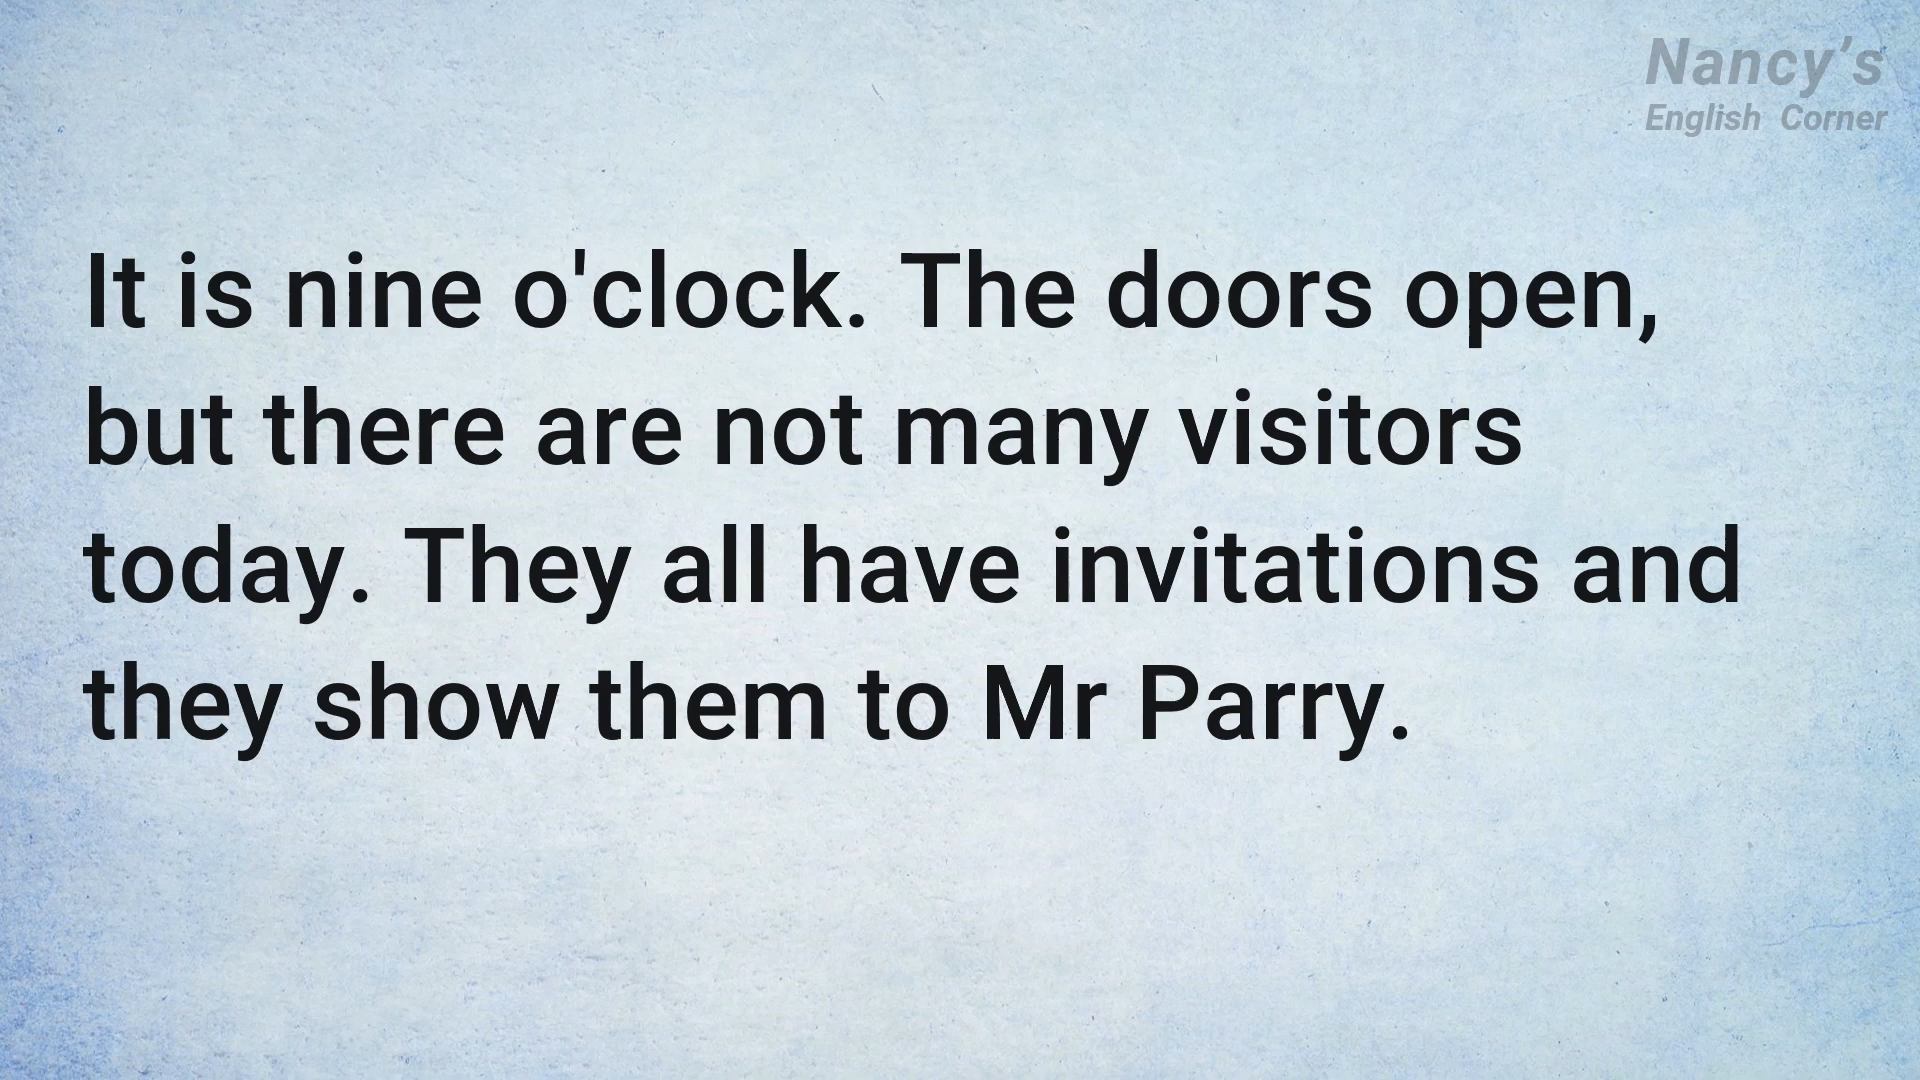 Nancy’s
English Corner
It is nine o'clock. The doors open,
but there are not many visitors
today. They all have invitations and
they show them to Mr Parry.